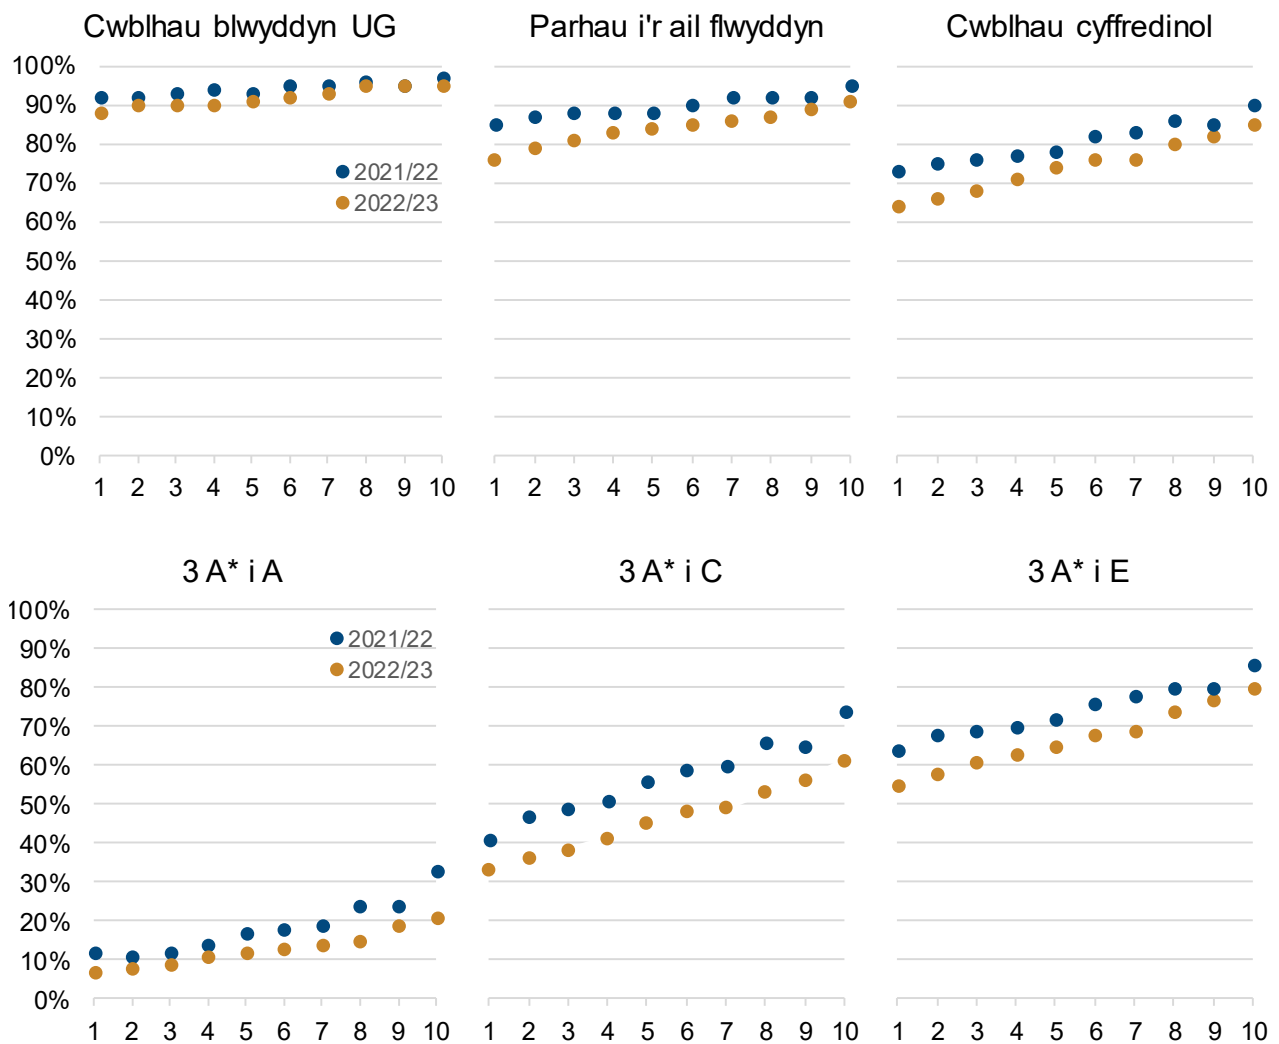 Cwblhau blwyddyn UG
Parhau i'r ail flwyddyn
Cwblhau cyffredinol
100%
90%
80%
70%
60%
50%
40%
30%
20%
10%
0%
2021/22
2022/23
1 2 3 4 5 6 7 8 9 10
1 2 3 4 5 6 7 8 9 10
1 2 3 4 5 6 7 8 9 10
3 A* i A
3 A* i C
3 A* i E
100%
90%
80%
70%
60%
50%
40%
30%
20%
10%
0%
2021/22
2022/23
1 2 3 4 5 6 7 8 9 10
1 2 3 4 5 6 7 8 9 10
1 2 3 4 5 6 7 8 9 10